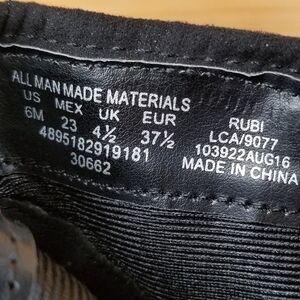 ALL MAN MADE MATERIALS
US MEX UK EUR RUBI
6M 23 4½ 37½ LCA/9077
4895182919181 103922AUG16
30662 MADE IN CHINA